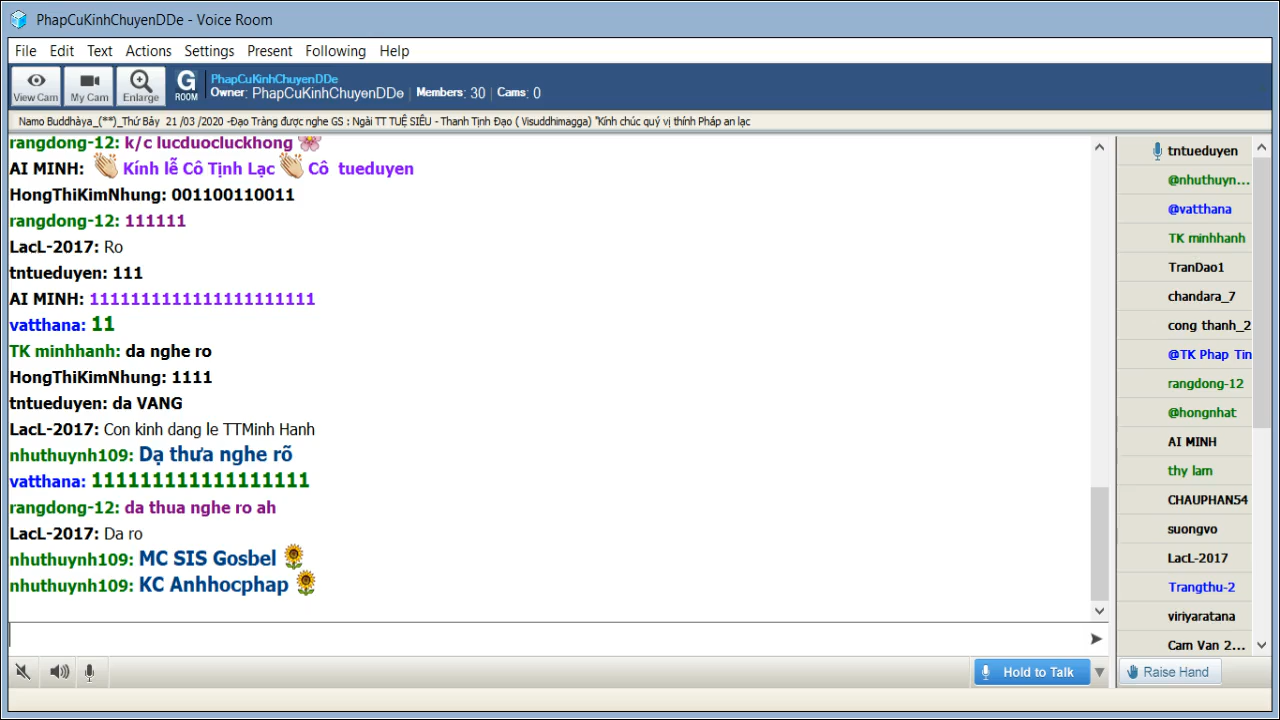 PhapCuKinhChuyenDDe - Voice Room
File Edit Text Actions Settings Present Following Help
View Cam My Cam Enlarge G ROOM
PhapCuKinhChuyenDDe
Owner: PhapCuKinhChuyenDDe | Members: 30 | Cams: 0
Namo Buddhàya_(**)_Thứ Bảy 21 /03 /2020 -Đạo Tràng được nghe GS : Ngài TT TUỆ SIÊU - Thanh Tịnh Đạo ( Visuddhimagga) "Kính chúc quý vị thính Pháp an lạc
rangdong-12: k/c lucduocluckhong
AI MINH: Kính lễ Cô Tịnh Lạc Cô tueduyen
HongThiKimNhung: 001100110011
rangdong-12: 111111
LacL-2017: Ro
tntueduyen: 111
AI MINH: 1111111111111111111111
vatthana: 11
TK minhhanh: da nghe ro
HongThiKimNhung: 1111
tntueduyen: da VANG
LacL-2017: Con kinh dang le TTMinh Hanh
nhuthuynh109: Dạ thưa nghe rõ
vatthana: 111111111111111111
rangdong-12: da thua nghe ro ah
LacL-2017: Da ro
nhuthuynh109: MC SIS Gosbel
nhuthuynh109: KC Anhhocphap
tntueduyen
@nhuthuyn...
@vatthana
TK minhhanh
TranDao1
chandara_7
cong thanh_2
@TK Phap Tin
rangdong-12
@hongnhat
AI MINH
thy lam
CHAUPHAN54
suongvo
LacL-2017
Trangthu-2
viriyaratana
Cam Van 2...
Hold to Talk
Raise Hand